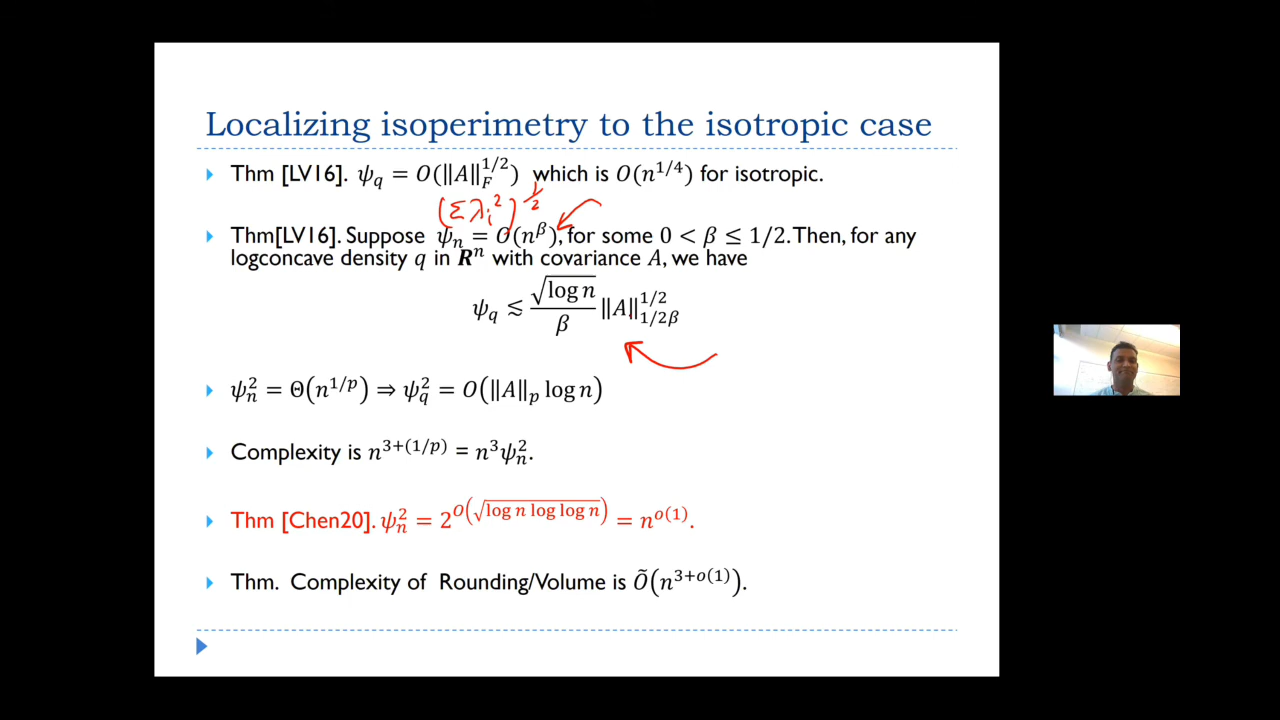 Localizing isoperimetry to the isotropic case
Thm [LV16]. ψ_q = O(‖A‖_F^{1/2}) which is O(n^{1/4}) for isotropic.
(Σλ_i^2)^{1/2}
Thm[LV16]. Suppose ψ_n = O(n^β), for some 0 < β ≤ 1/2. Then, for any
logconcave density q in R^n with covariance A, we have
ψ_q ≲ \frac{\sqrt{log n}}{β} ‖A‖_{1/2β}^{1/2}
ψ_n^2 = Θ(n^{1/p}) ⇒ ψ_q^2 = O(‖A‖_p log n)
Complexity is n^{3+(1/p)} = n^3ψ_n^2.
Thm [Chen20]. ψ_n^2 = 2^{O(\sqrt{log n log log n})} = n^{o(1)}.
Thm. Complexity of Rounding/Volume is Õ(n^{3+o(1)}).